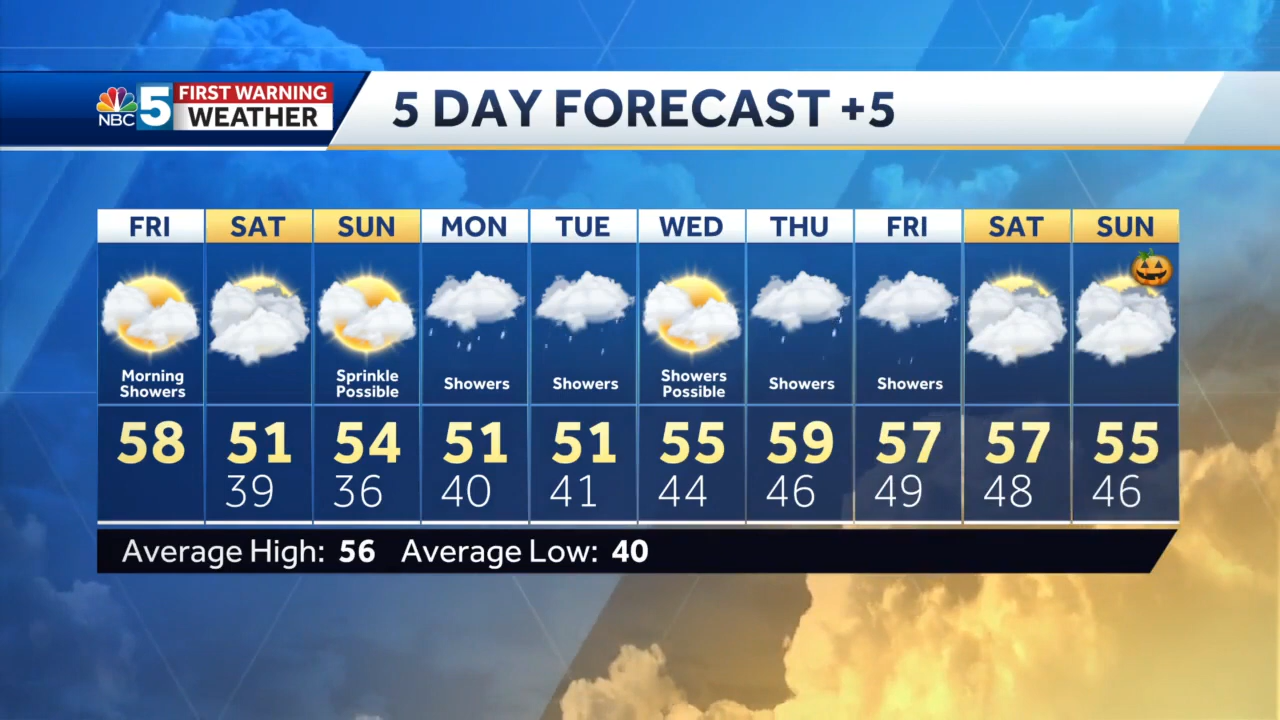 NBC 5 FIRST WARNING
WEATHER
5 DAY FORECAST +5
FRI SAT SUN MON TUE WED THU FRI SAT SUN
Morning
Showers
Sprinkle
Possible
Showers
Showers
Showers
Possible
Showers
Showers
58 51 54 51 51 55 59 57 57 55
39 36 40 41 44 46 49 48 46
Average High: 56 Average Low: 40